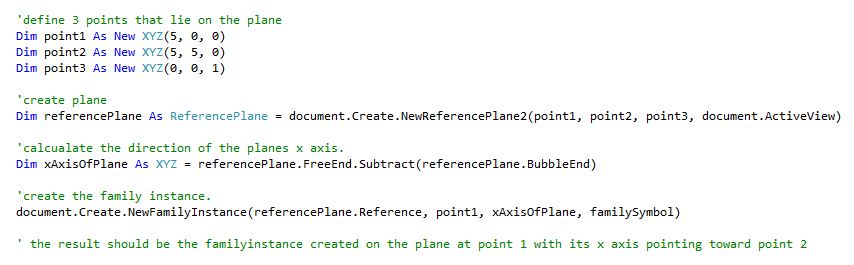 'define 3 points that lie on the plane
Dim point1 As New XYZ(5, 0, 0)
Dim point2 As New XYZ(5, 5, 0)
Dim point3 As New XYZ(0, 0, 1)
'create plane
Dim referencePlane As ReferencePlane = document.Create.NewReferencePlane2(point1, point2, point3, document.ActiveView)
'calcualate the direction of the planes x axis.
Dim xAxisOfPlane As XYZ = referencePlane.FreeEnd.Subtract(referencePlane.BubbleEnd)
'create the family instance.
document.Create.NewFamilyInstance(referencePlane.Reference, point1, xAxisOfPlane, familySymbol)
' the result should be the familyinstance created on the plane at point 1 with its x axis pointing toward point 2